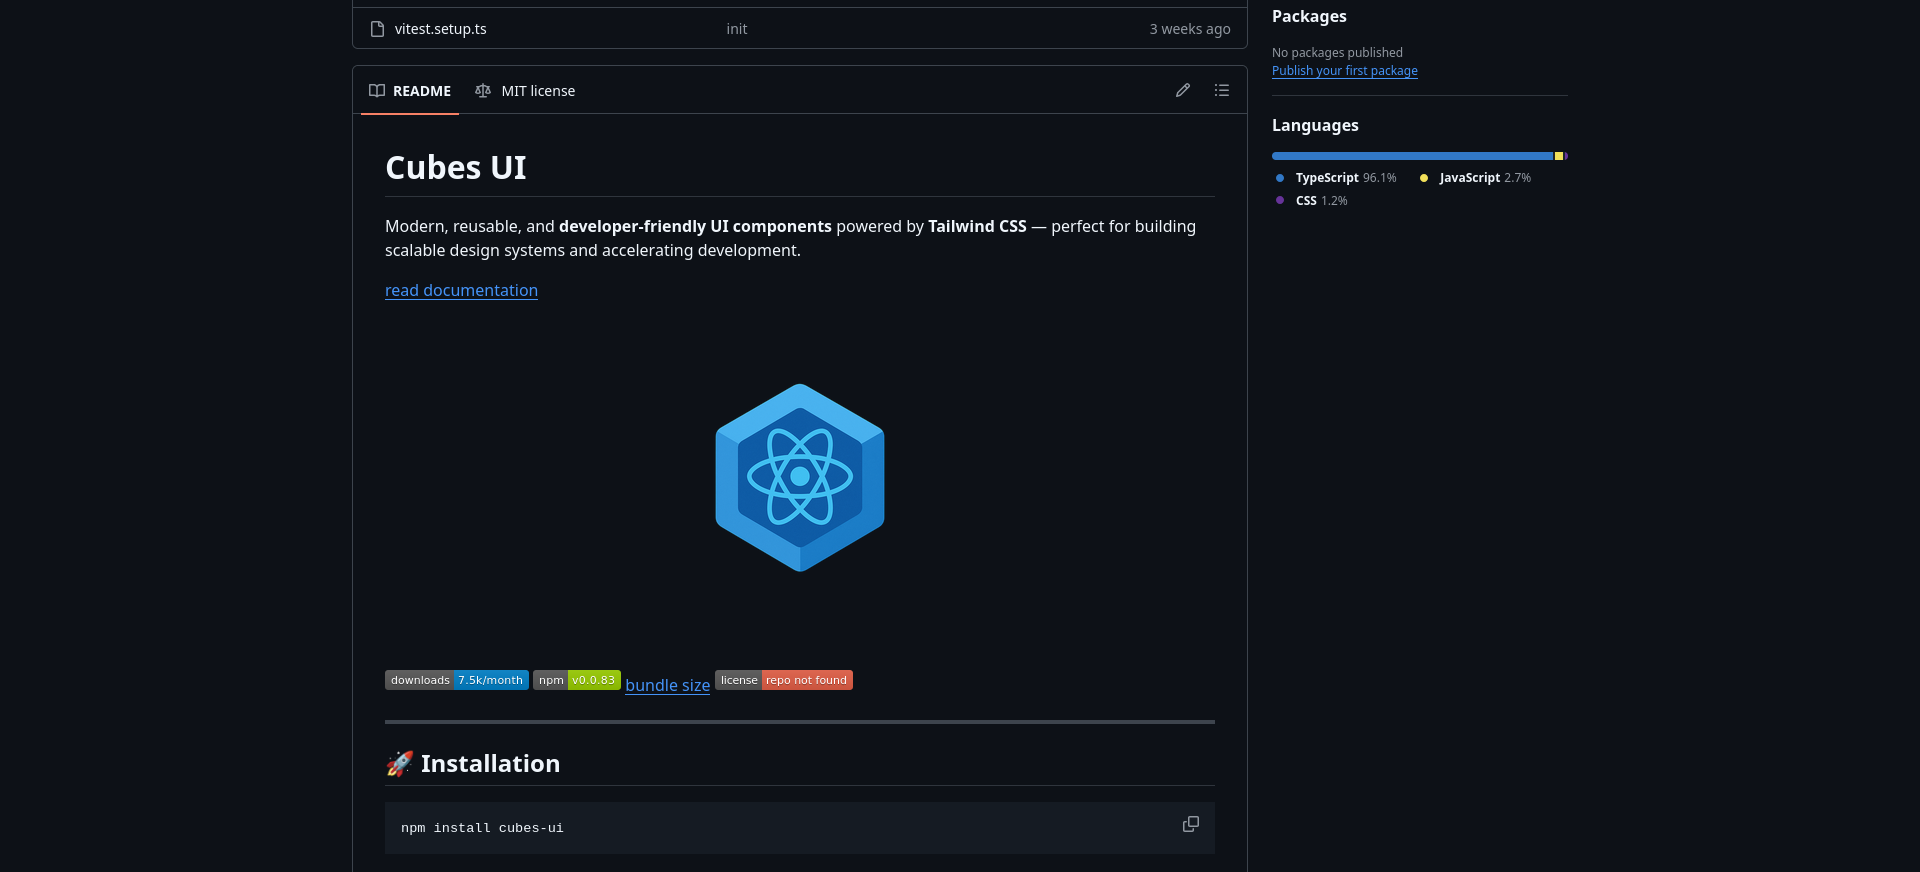 vitest.setup.ts init 3 weeks ago
README MIT license
Cubes UI
Modern, reusable, and developer-friendly UI components powered by Tailwind CSS — perfect for building
scalable design systems and accelerating development.
read documentation
downloads 7.5k/month npm v0.0.83 bundle size license repo not found
🚀 Installation
npm install cubes-ui
Packages
No packages published
Publish your first package
Languages
TypeScript 96.1% JavaScript 2.7%
CSS 1.2%